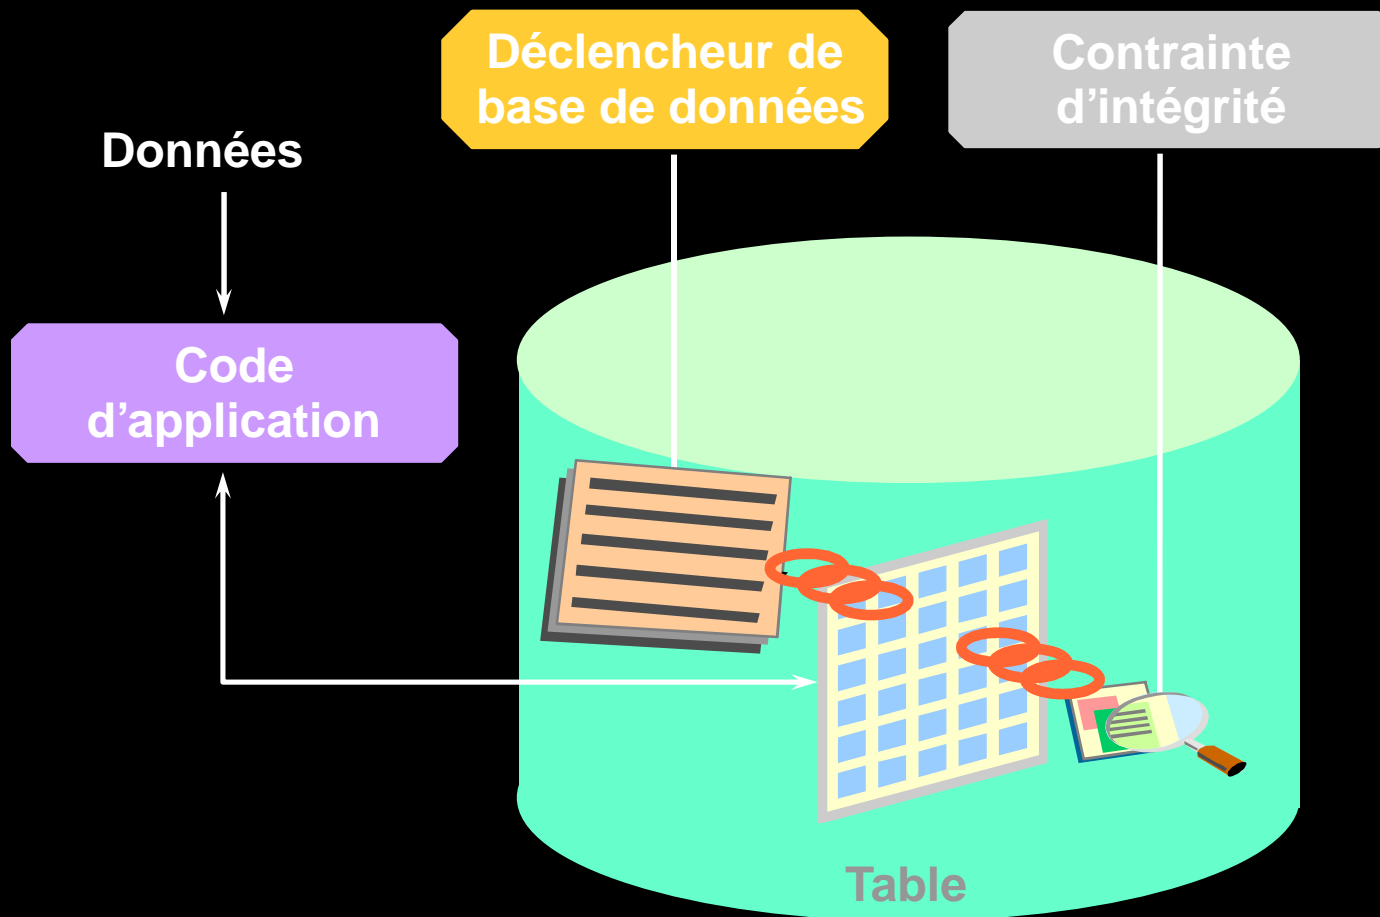 Déclencheur de
base de données
Contrainte
d’intégrité
Données
Code
d’application
Table